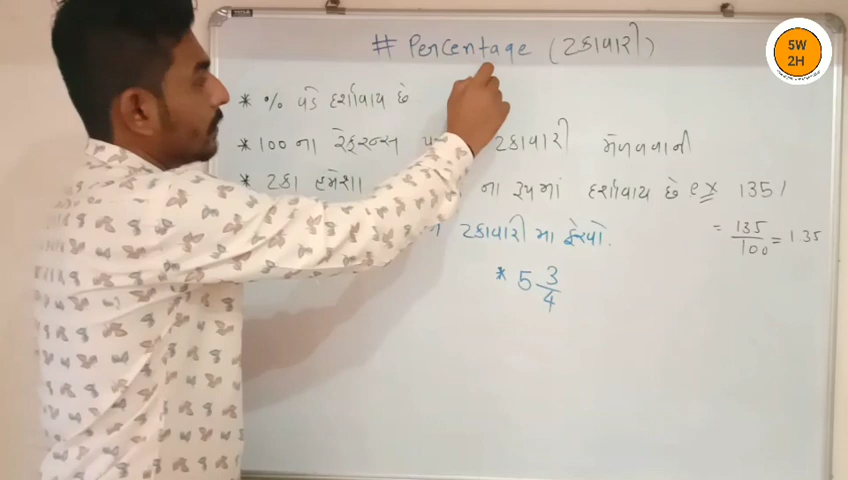 # Percentage (ટકાવારી)
* % વડે દર્શાવાય છે
* 100 ના રેફરન્સ ટકાવારી મેળવવાની
* ટકા હમેશા ના રૂપમાં દર્શાવાય છે ex 135%
= 135/100 = 1.35
ટકાવારી મા ફેરવો.
* 5 3/4
5W
2H